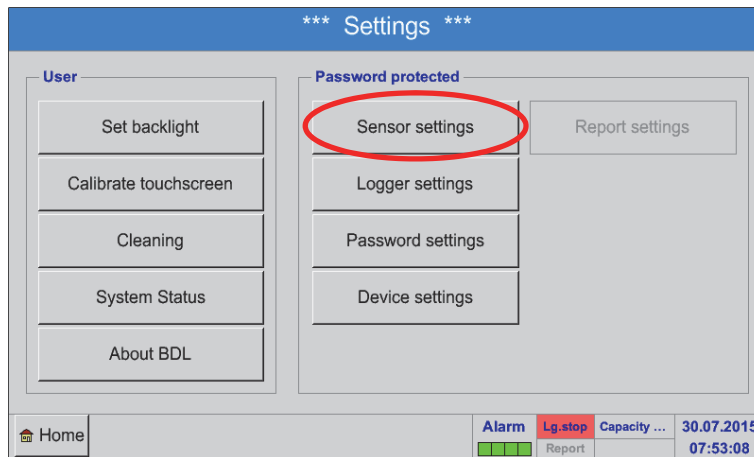 *** Settings ***
User
Set backlight
Calibrate touchscreen
Cleaning
System Status
About BDL
Password protected
Sensor settings
Report settings
Logger settings
Password settings
Device settings
Home
Alarm
Lg.stop
Report
Capacity ...
30.07.2015
07:53:08